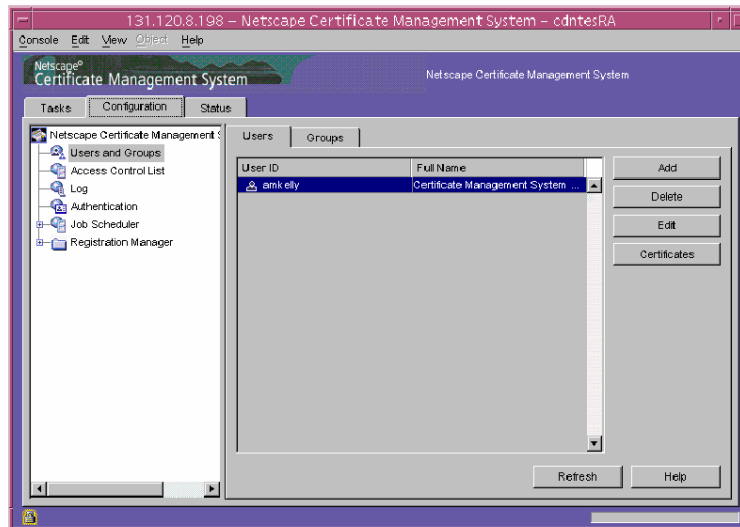 131.120.8.198 – Netscape Certificate Management System – cdntesRA
Console Edit View Object Help
Netscape®
Certificate Management System
Netscape Certificate Management System
Tasks Configuration Status
Netscape Certificate Management
Users and Groups
Access Control List
Log
Authentication
Job Scheduler
Registration Manager
Users Groups
User ID Full Name
amkelly Certificate Management System ...
Add
Delete
Edit
Certificates
Refresh Help